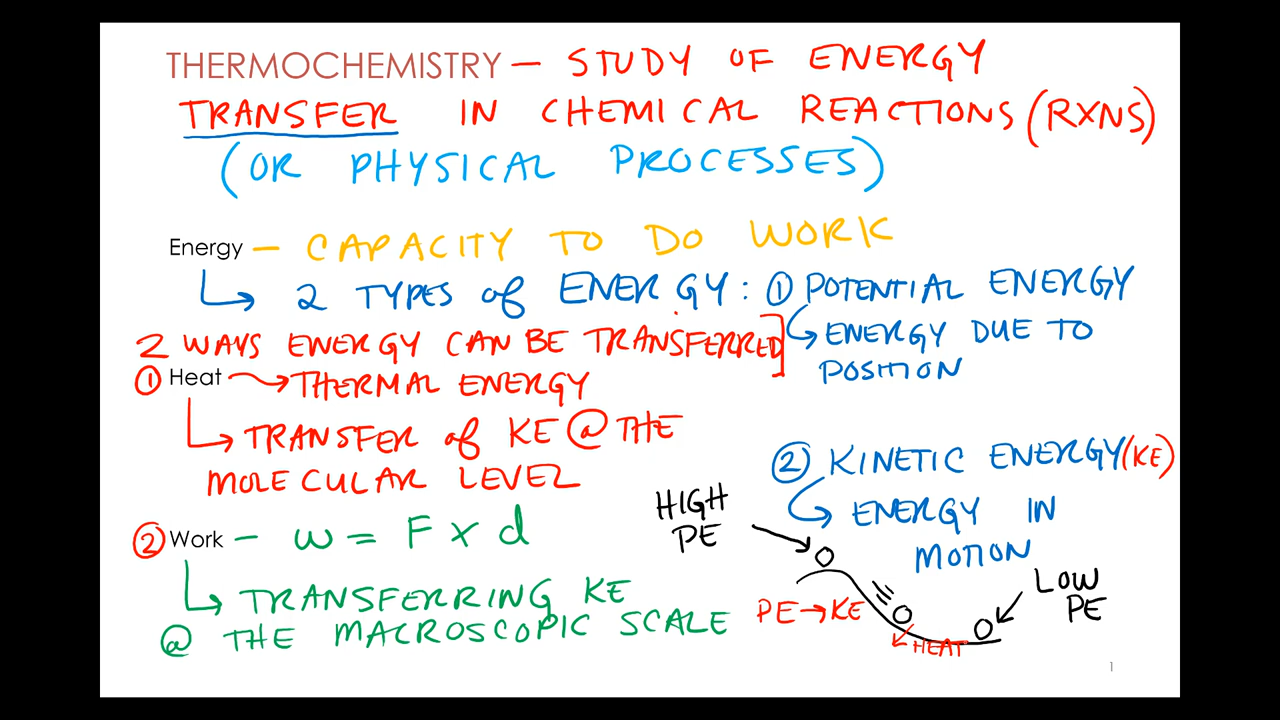 THERMOCHEMISTRY – STUDY OF ENERGY
TRANSFER IN CHEMICAL REACTIONS (RXNS)
(OR PHYSICAL PROCESSES)
Energy – CAPACITY TO DO WORK
2 TYPES of ENERGY: ① POTENTIAL ENERGY
ENERGY DUE TO
POSITION
2 WAYS ENERGY CAN BE TRANSFERRED
① Heat → THERMAL ENERGY
TRANSFER of KE @ THE
MOLECULAR LEVEL
② KINETIC ENERGY (KE)
ENERGY IN
MOTION
② Work – w = F x d
TRANSFERRING KE
@ THE MACROSCOPIC SCALE
HIGH
PE
PE → KE
HEAT
LOW
PE
1